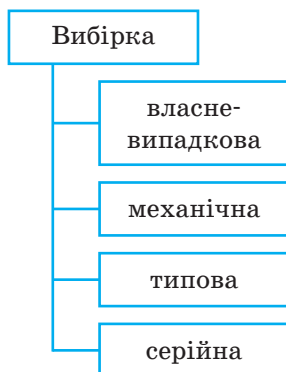 Вибірка
власне-
випадкова
механічна
типова
серійна